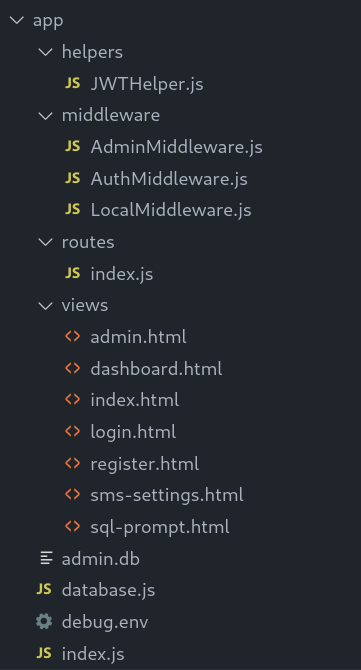 app
helpers
JS JWTHelper.js
middleware
JS AdminMiddleware.js
JS AuthMiddleware.js
JS LocalMiddleware.js
routes
JS index.js
views
<> admin.html
<> dashboard.html
<> index.html
<> login.html
<> register.html
<> sms-settings.html
<> sql-prompt.html
admin.db
JS database.js
debug.env
JS index.js